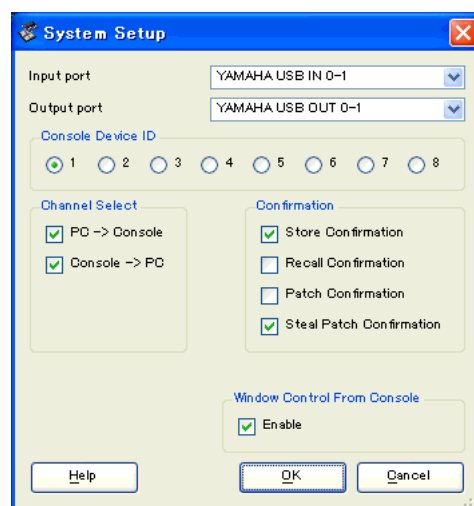 System Setup
Input port YAMAHA USB IN 0-1
Output port YAMAHA USB OUT 0-1
Console Device ID
1 2 3 4 5 6 7 8
Channel Select Confirmation
PC -> Console Store Confirmation
Console -> PC Recall Confirmation
Patch Confirmation
Steal Patch Confirmation
Window Control From Console
Enable
Help OK Cancel